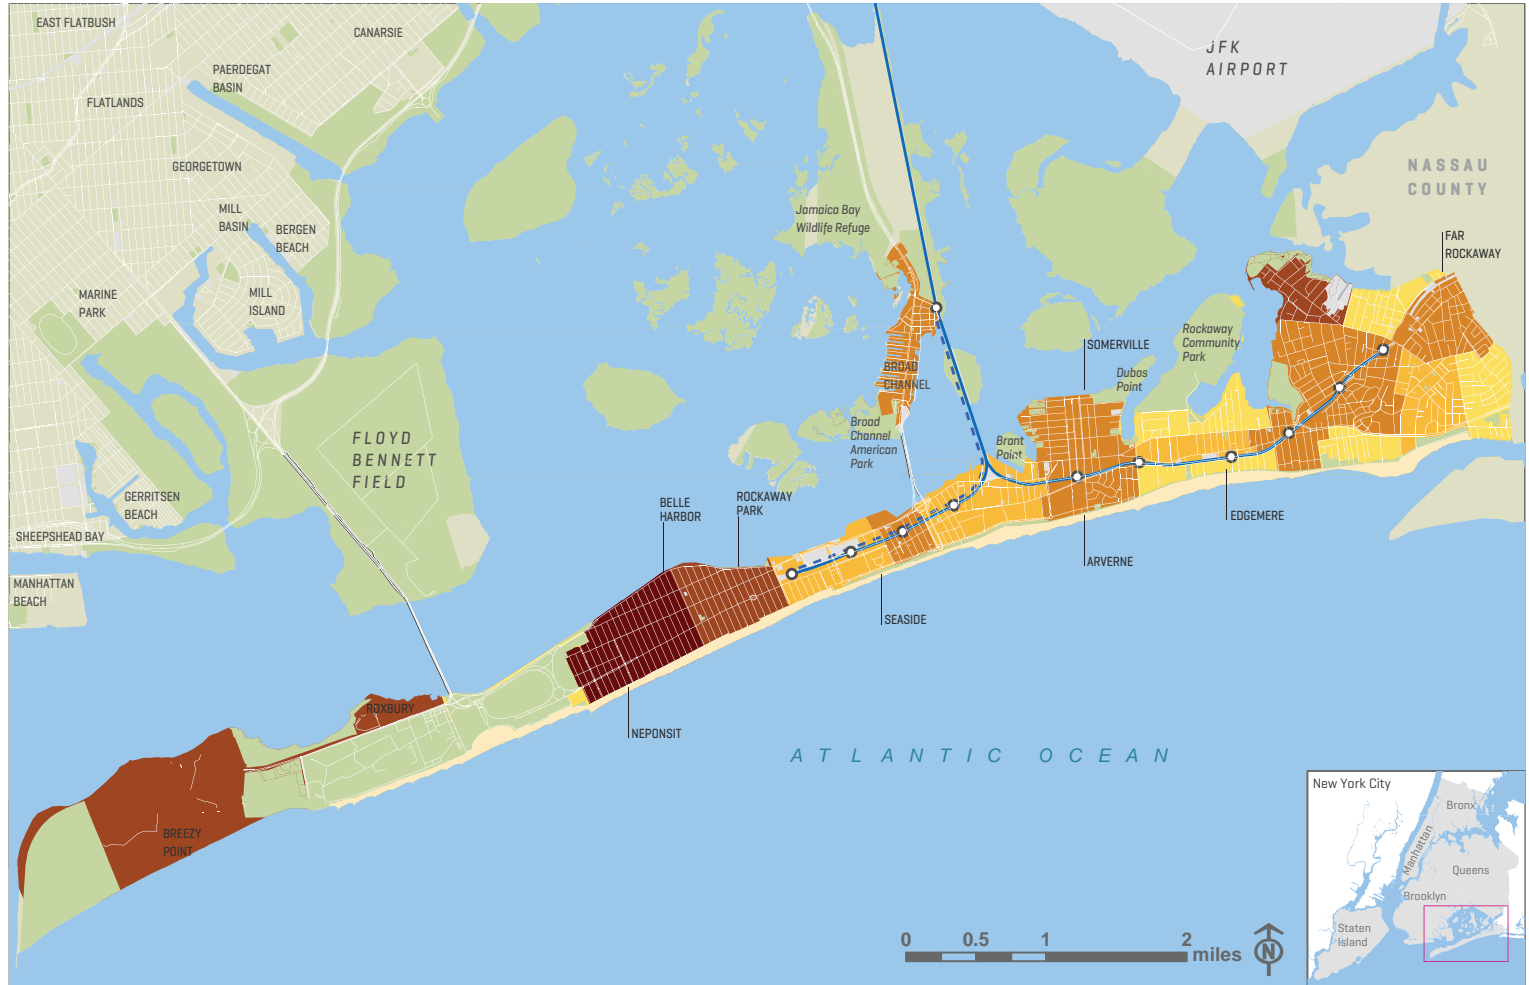 EAST FLATBUSH
CANARSIE
JFK
AIRPORT
PAERDEGAT
BASIN
FLATLANDS
GEORGETOWN
NASSAU
COUNTY
MILL
BASIN
BERGEN
BEACH
Jamaica Bay
Wildlife Refuge
FAR
ROCKAWAY
MARINE
PARK
MILL
ISLAND
Rockaway
Community
Park
SOMERVILLE
BROAD
CHANNEL
Dubos
Point
Broad
Channel
American
Park
Brant
Point
FLOYD
BENNETT
FIELD
GERRITSEN
BEACH
BELLE
HARBOR
ROCKAWAY
PARK
EDGEMERE
SHEEPSHEAD BAY
ARVERNE
MANHATTAN
BEACH
SEASIDE
ROXBURY
NEPONSIT
ATLANTIC OCEAN
BREEZY
POINT
0 0.5 1 2
miles
N
New York City
Bronx
Manhattan
Queens
Brooklyn
Staten
Island